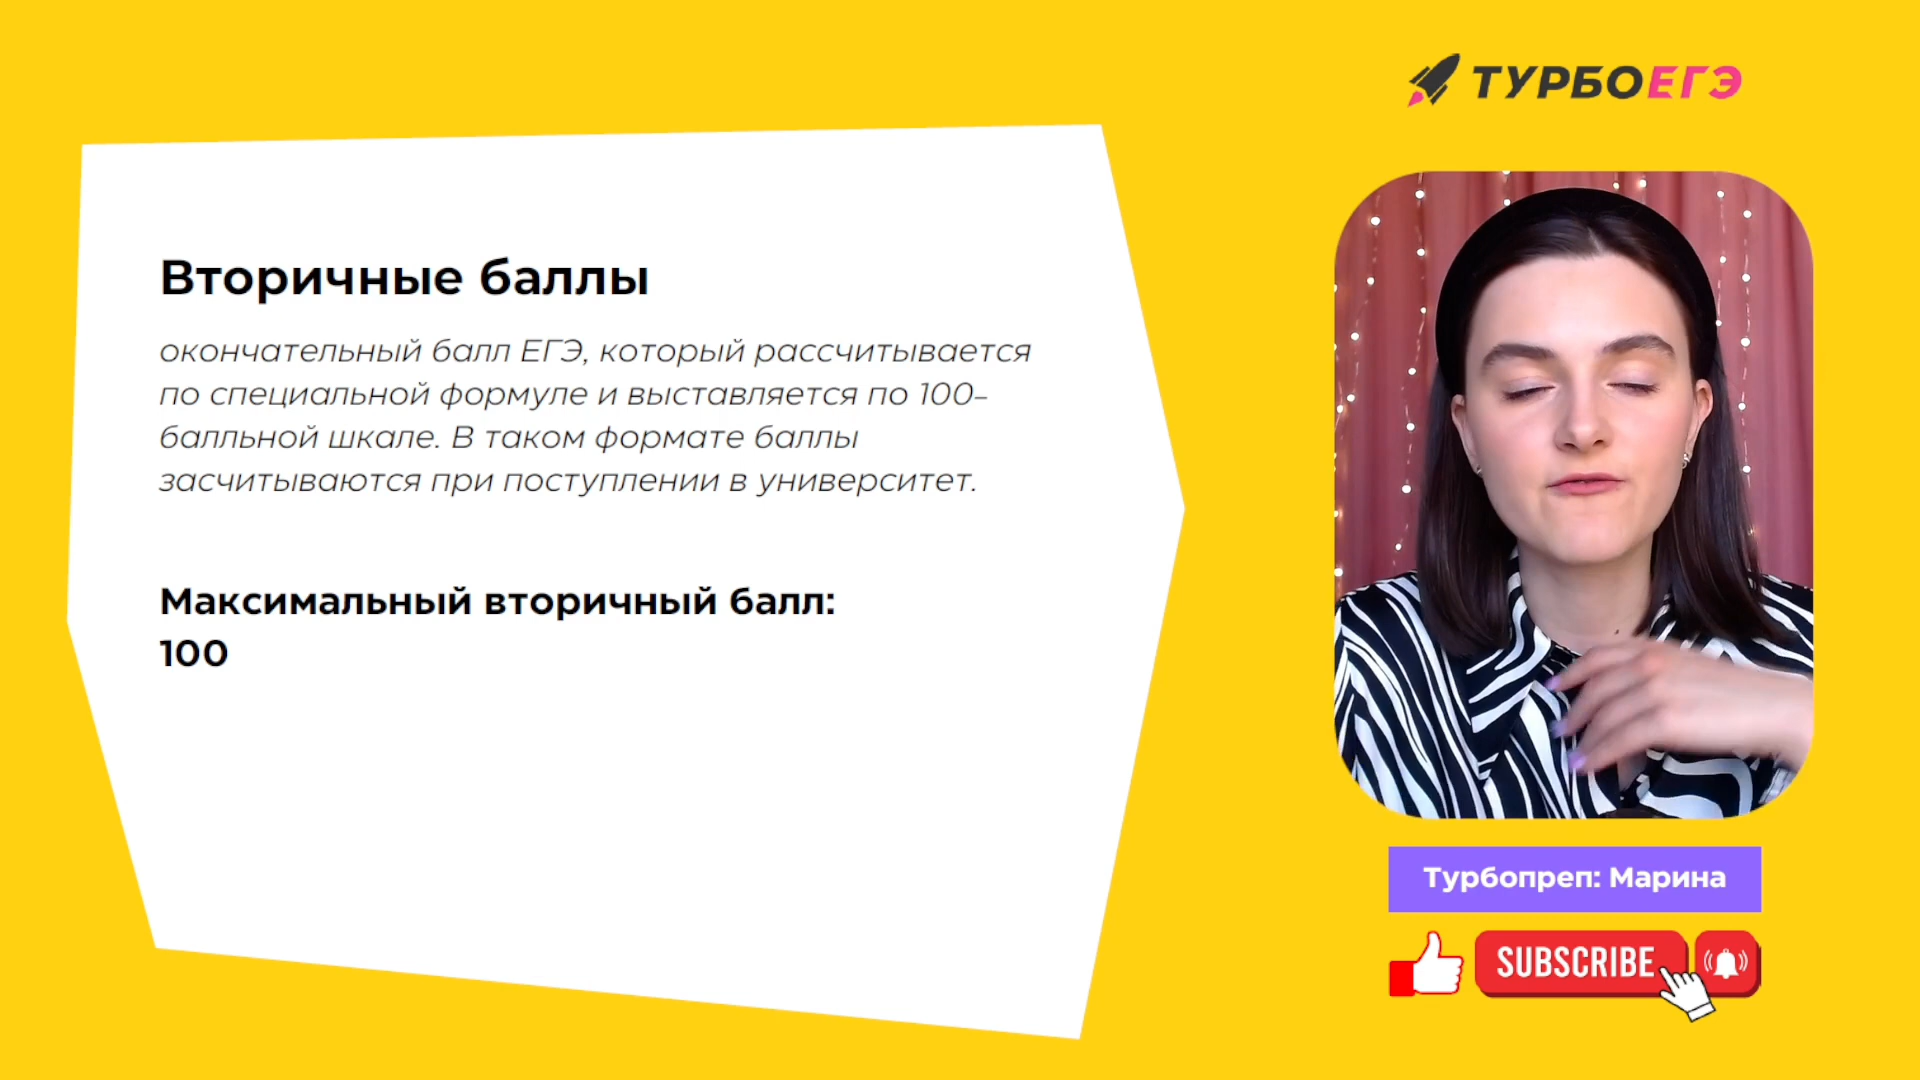 ТУРБОЕГЭ
Вторичные баллы
окончательный балл ЕГЭ, который рассчитывается
по специальной формуле и выставляется по 100-
балльной шкале. В таком формате баллы
засчитываются при поступлении в университет.
Максимальный вторичный балл:
100
Турбопреп: Марина
SUBSCRIBE